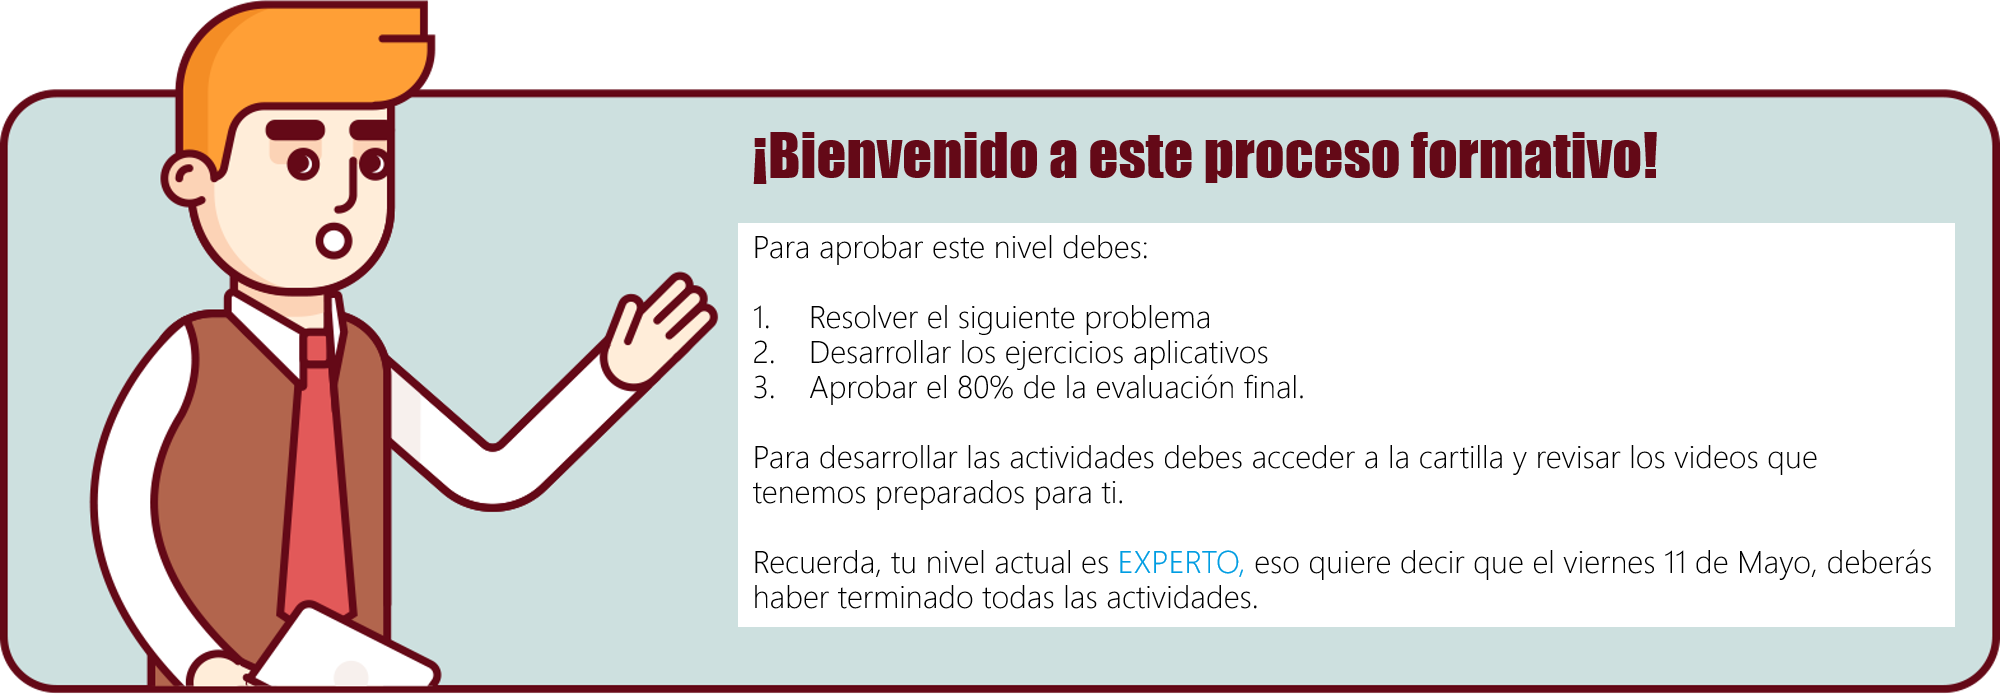 ¡Bienvenido a este proceso formativo!
Para aprobar este nivel debes:
1. Resolver el siguiente problema
2. Desarrollar los ejercicios aplicativos
3. Aprobar el 80% de la evaluación final.
Para desarrollar las actividades debes acceder a la cartilla y revisar los videos que
tenemos preparados para ti.
Recuerda, tu nivel actual es EXPERTO, eso quiere decir que el viernes 11 de Mayo, deberás
haber terminado todas las actividades.